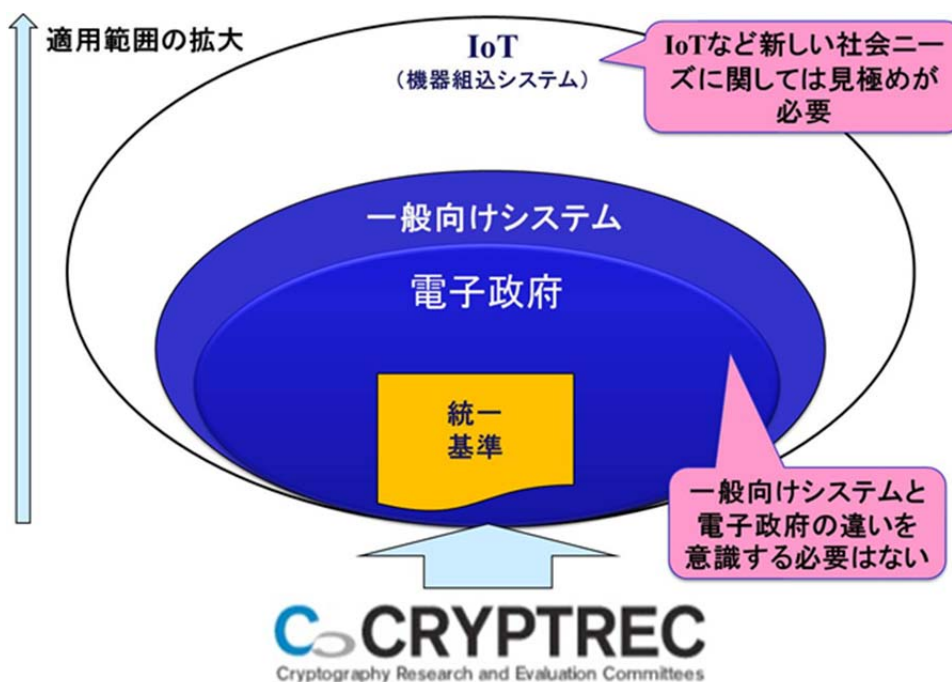 適用範囲の拡大
IoT
（機器組込システム）
IoTなど新しい社会ニー
ズに関しては見極めが
必要
一般向けシステム
電子政府
統一
基準
一般向けシステムと
電子政府の違いを
意識する必要はない
CRYPTREC
Cryptography Research and Evaluation Committees